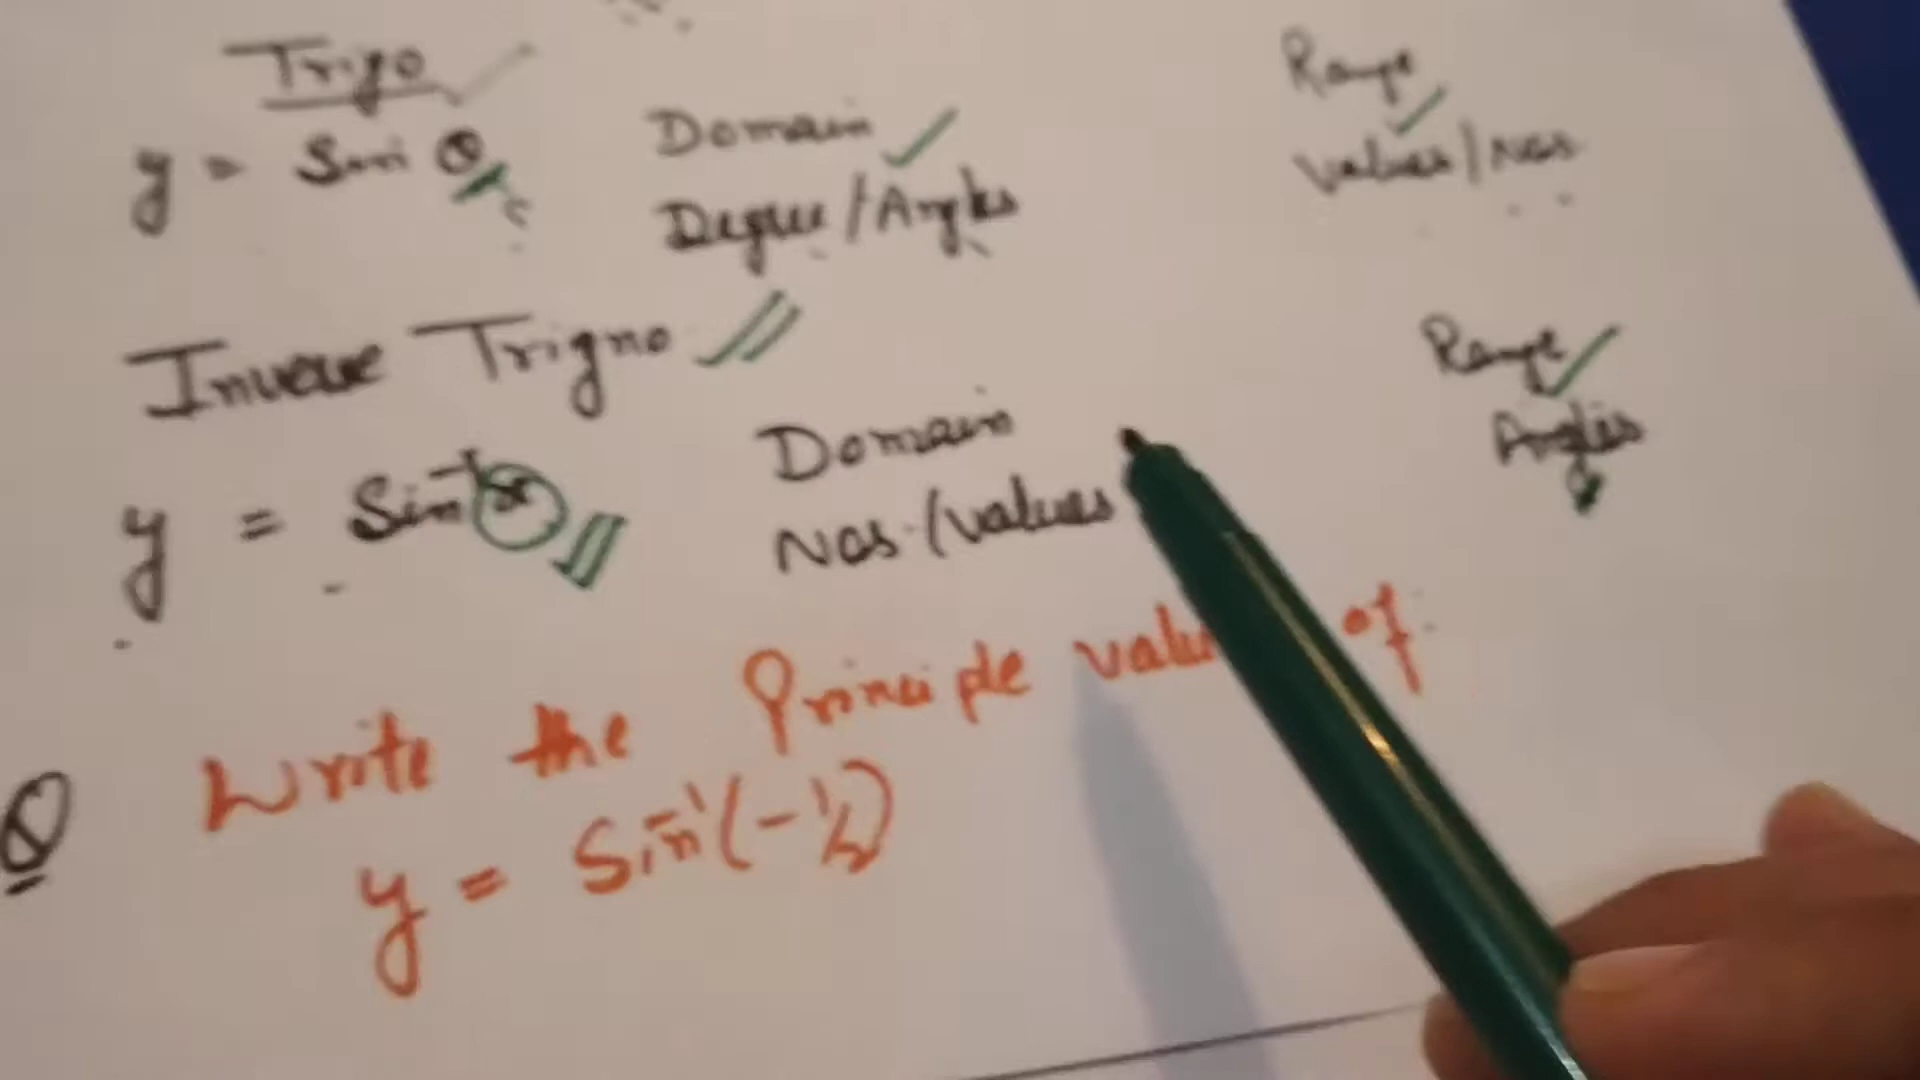 Trigo
y = Sin θ
Domain
Degree/Angles
Range
Values/Nos
Inverse Trigno
y = Sin⁻¹x
Domain
Nos./values
Range
Angles
Q Write the Principle value of
y = Sin⁻¹(-½)